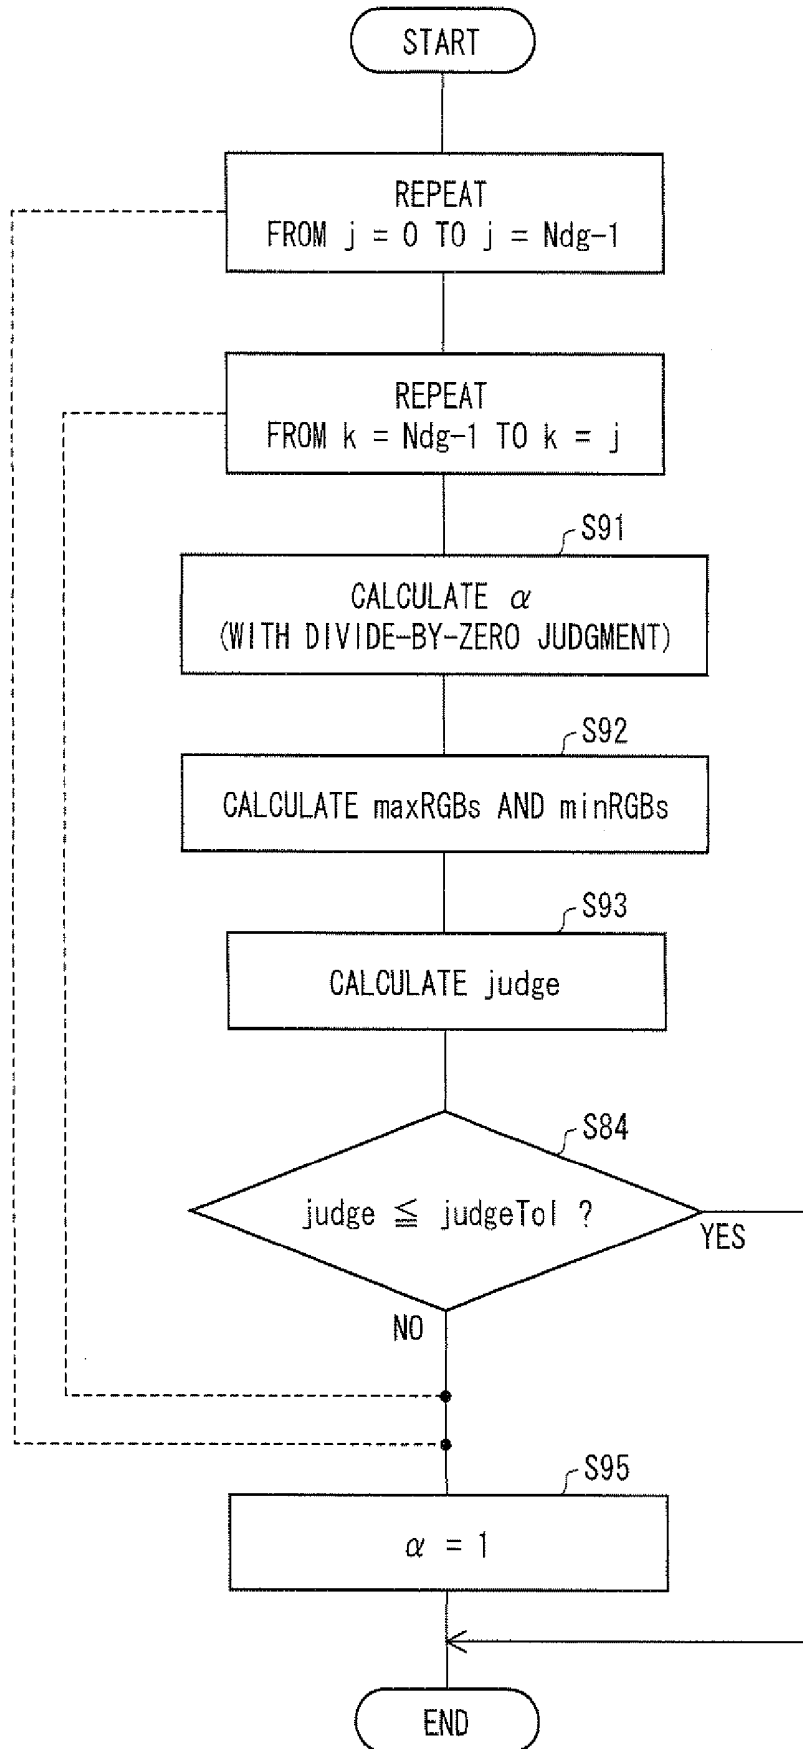 START
REPEAT
FROM j = 0 TO j = Ndg-1
REPEAT
FROM k = Ndg-1 TO k = j
S91
CALCULATE α
(WITH DIVIDE-BY-ZERO JUDGMENT)
S92
CALCULATE maxRGBs AND minRGBs
S93
CALCULATE judge
S84
judge ≦ judgeTol ?
YES
NO
S95
α = 1
END